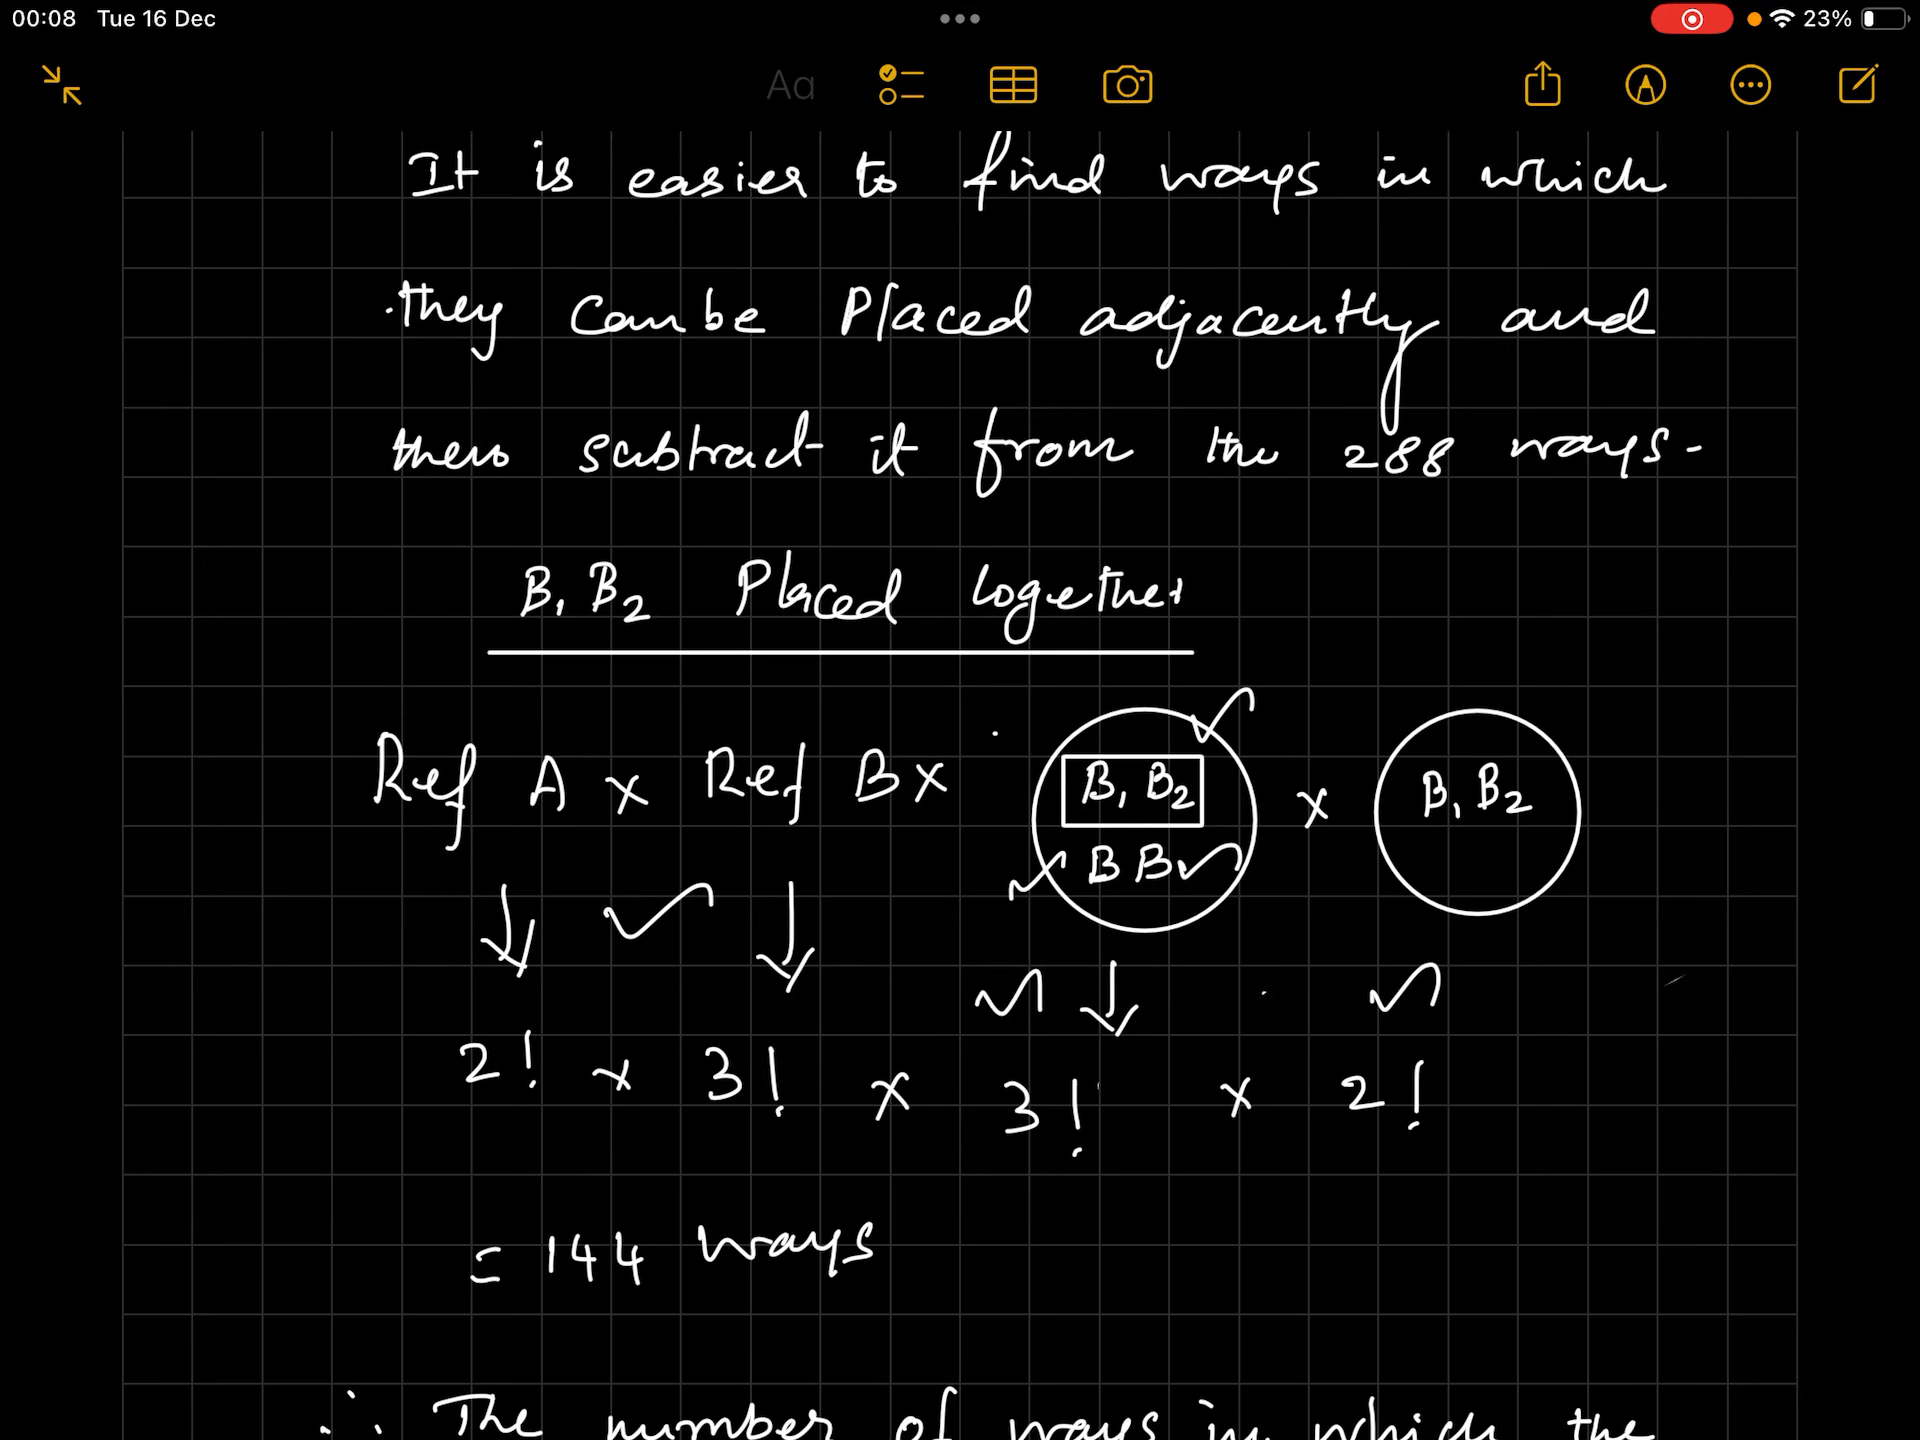 00:08 Tue 16 Dec
23%
Aa
It is easier to find ways in which
they can be Placed adjacently and
then subtract it from the 288 ways.
B1 B2 Placed together
Ref A x Ref B x B1 B2 x B1 B2
B B
2! x 3! x 3! x 2!
= 144 ways
∴ The number of ways in which the